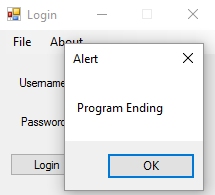 Login
File About
Alert
Username
Program Ending
Password
Login
OK